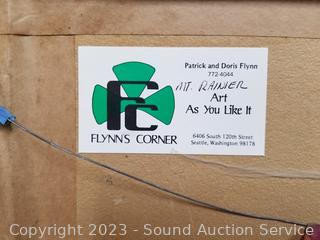 Patrick and Doris Flynn
772-4044
MT. RAINIER
Art
As You Like It
FC
FLYNN'S CORNER
6406 South 120th Street
Seattle, Washington 98178
Copyright 2023 - Sound Auction Service